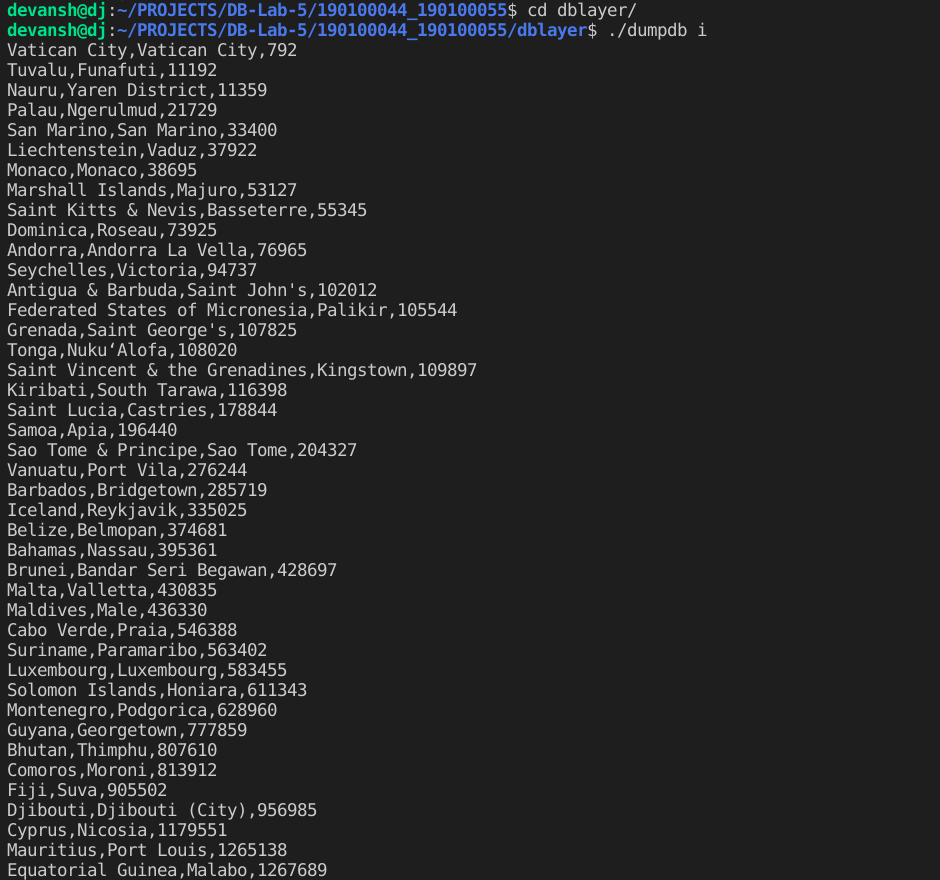 devansh@dj:~/PROJECTS/DB-Lab-5/190100044_190100055$ cd dblayer/
devansh@dj:~/PROJECTS/DB-Lab-5/190100044_190100055/dblayer$ ./dumpdb i
Vatican City,Vatican City,792
Tuvalu,Funafuti,11192
Nauru,Yaren District,11359
Palau,Ngerulmud,21729
San Marino,San Marino,33400
Liechtenstein,Vaduz,37922
Monaco,Monaco,38695
Marshall Islands,Majuro,53127
Saint Kitts & Nevis,Basseterre,55345
Dominica,Roseau,73925
Andorra,Andorra La Vella,76965
Seychelles,Victoria,94737
Antigua & Barbuda,Saint John's,102012
Federated States of Micronesia,Palikir,105544
Grenada,Saint George's,107825
Tonga,NukuʻAlofa,108020
Saint Vincent & the Grenadines,Kingstown,109897
Kiribati,South Tarawa,116398
Saint Lucia,Castries,178844
Samoa,Apia,196440
Sao Tome & Principe,Sao Tome,204327
Vanuatu,Port Vila,276244
Barbados,Bridgetown,285719
Iceland,Reykjavik,335025
Belize,Belmopan,374681
Bahamas,Nassau,395361
Brunei,Bandar Seri Begawan,428697
Malta,Valletta,430835
Maldives,Male,436330
Cabo Verde,Praia,546388
Suriname,Paramaribo,563402
Luxembourg,Luxembourg,583455
Solomon Islands,Honiara,611343
Montenegro,Podgorica,628960
Guyana,Georgetown,777859
Bhutan,Thimphu,807610
Comoros,Moroni,813912
Fiji,Suva,905502
Djibouti,Djibouti (City),956985
Cyprus,Nicosia,1179551
Mauritius,Port Louis,1265138
Equatorial Guinea,Malabo,1267689